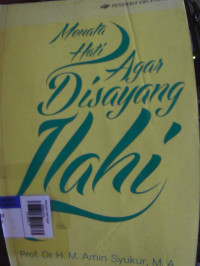 Menata
Hati
Agar
Disayang
Ilahi
Prof. Dr. H. M. Amin Syukur, M. A